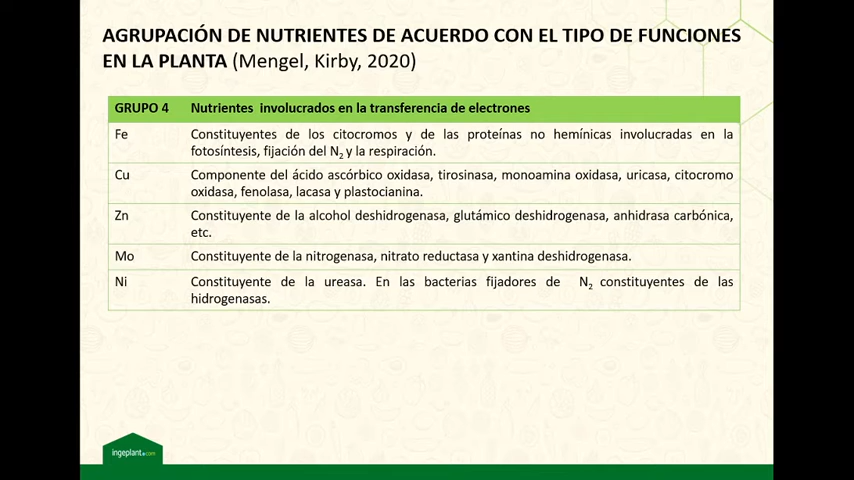 AGRUPACIÓN DE NUTRIENTES DE ACUERDO CON EL TIPO DE FUNCIONES
EN LA PLANTA (Mengel, Kirby, 2020)
GRUPO 4 Nutrientes involucrados en la transferencia de electrones
Fe Constituyentes de los citocromos y de las proteínas no hemínicas involucradas en la
fotosíntesis, fijación del N₂ y la respiración.
Cu Componente del ácido ascórbico oxidasa, tirosinasa, monoamina oxidasa, uricasa, citocromo
oxidasa, fenolasa, lacasa y plastocianina.
Zn Constituyente de la alcohol deshidrogenasa, glutámico deshidrogenasa, anhidrasa carbónica,
etc.
Mo Constituyente de la nitrogenasa, nitrato reductasa y xantina deshidrogenasa.
Ni Constituyente de la ureasa. En las bacterias fijadores de N₂ constituyentes de las
hidrogenasas.
ingeplant.com